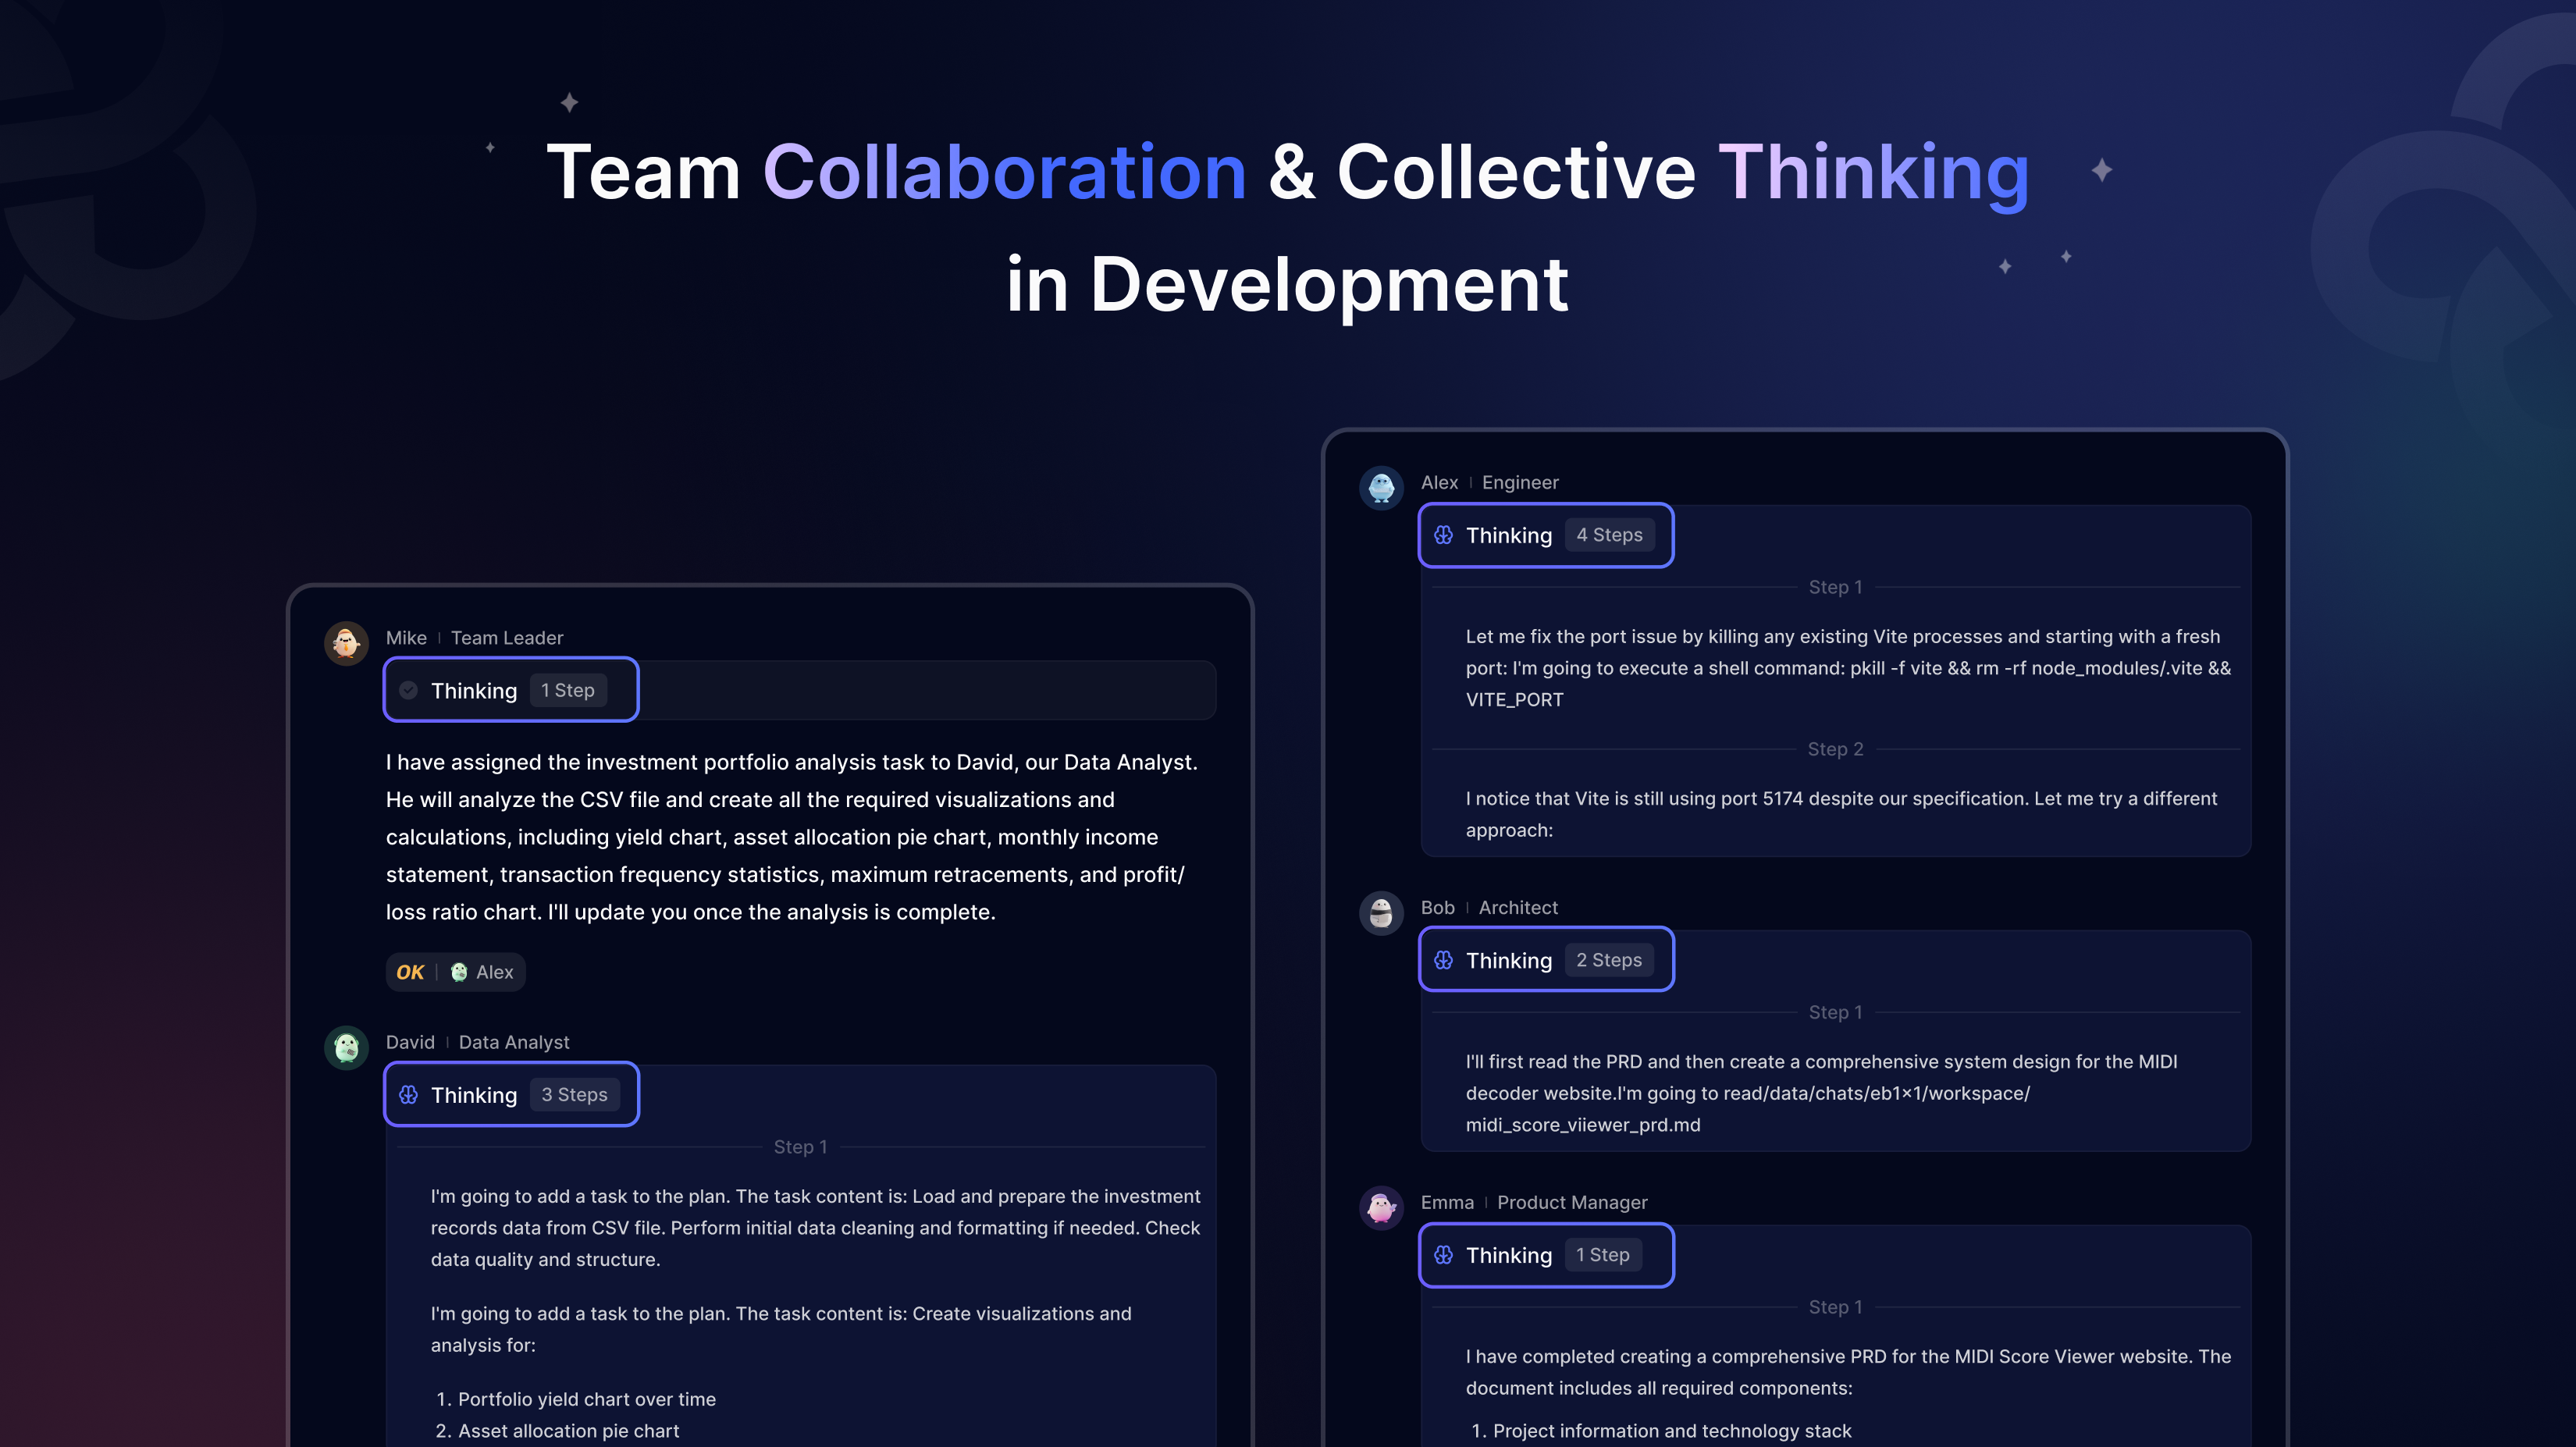 Team Collaboration & Collective Thinking
in Development
Mike | Team Leader
Thinking 1 Step
I have assigned the investment portfolio analysis task to David, our Data Analyst.
He will analyze the CSV file and create all the required visualizations and
calculations, including yield chart, asset allocation pie chart, monthly income
statement, transaction frequency statistics, maximum retracements, and profit/
loss ratio chart. I'll update you once the analysis is complete.
OK | Alex
David | Data Analyst
Thinking 3 Steps
Step 1
I'm going to add a task to the plan. The task content is: Load and prepare the investment
records data from CSV file. Perform initial data cleaning and formatting if needed. Check
data quality and structure.
I'm going to add a task to the plan. The task content is: Create visualizations and
analysis for:
1. Portfolio yield chart over time
2. Asset allocation pie chart
Alex | Engineer
Thinking 4 Steps
Step 1
Let me fix the port issue by killing any existing Vite processes and starting with a fresh
port: I'm going to execute a shell command: pkill -f vite && rm -rf node_modules/.vite &&
VITE_PORT
Step 2
I notice that Vite is still using port 5174 despite our specification. Let me try a different
approach:
Bob | Architect
Thinking 2 Steps
Step 1
I'll first read the PRD and then create a comprehensive system design for the MIDI
decoder website.I'm going to read/data/chats/eb1×1/workspace/
midi_score_viiewer_prd.md
Emma | Product Manager
Thinking 1 Step
Step 1
I have completed creating a comprehensive PRD for the MIDI Score Viewer website. The
document includes all required components:
1. Project information and technology stack